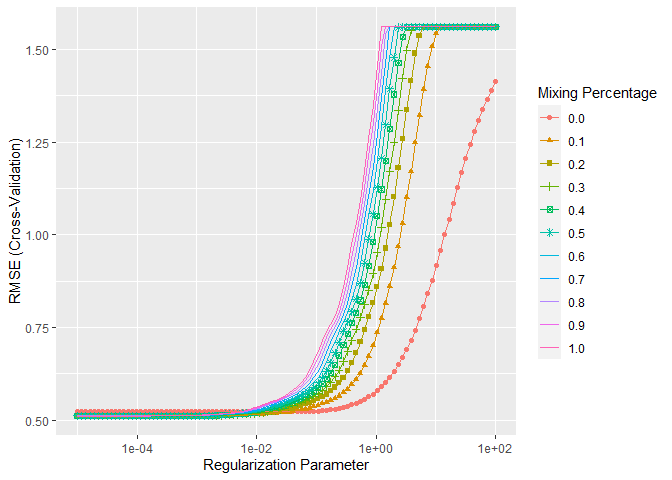 RMSE (Cross-Validation)
1.50
1.25
1.00
0.75
0.50
1e-04
1e-02
1e+00
1e+02
Regularization Parameter
Mixing Percentage
0.0
0.1
0.2
0.3
0.4
0.5
0.6
0.7
0.8
0.9
1.0